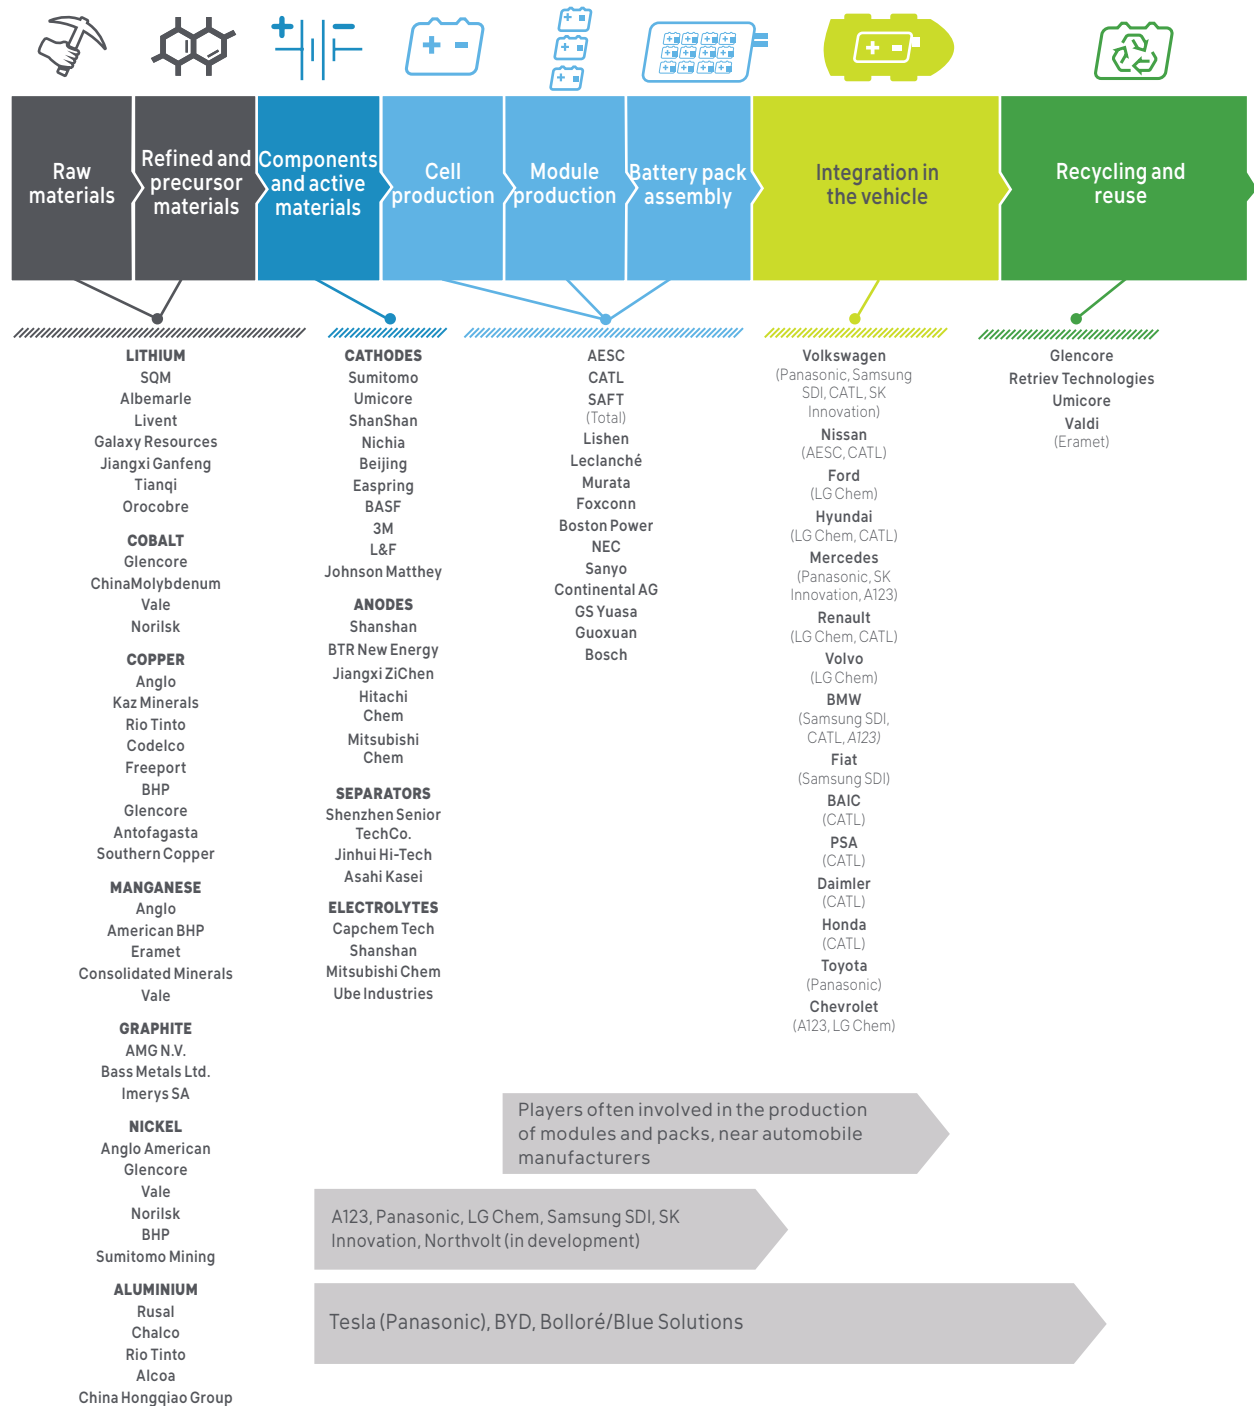 Raw
materials
Refined and
precursor
materials
Components
and active
materials
Cell
production
Module
production
Battery pack
assembly
Integration in
the vehicle
Recycling and
reuse
LITHIUM
SQM
Albemarle
Livent
Galaxy Resources
Jiangxi Ganfeng
Tianqi
Orocobre
COBALT
Glencore
ChinaMolybdenum
Vale
Norilsk
COPPER
Anglo
Kaz Minerals
Rio Tinto
Codelco
Freeport
BHP
Glencore
Antofagasta
Southern Copper
MANGANESE
Anglo
American BHP
Eramet
Consolidated Minerals
Vale
GRAPHITE
AMG N.V.
Bass Metals Ltd.
Imerys SA
NICKEL
Anglo American
Glencore
Vale
Norilsk
BHP
Sumitomo Mining
ALUMINIUM
Rusal
Chalco
Rio Tinto
Alcoa
China Hongqiao Group
CATHODES
Sumitomo
Umicore
ShanShan
Nichia
Beijing
Easpring
BASF
3M
L&F
Johnson Matthey
ANODES
Shanshan
BTR New Energy
Jiangxi ZiChen
Hitachi
Chem
Mitsubishi
Chem
SEPARATORS
Shenzhen Senior
TechCo.
Jinhui Hi-Tech
Asahi Kasei
ELECTROLYTES
Capchem Tech
Shanshan
Mitsubishi Chem
Ube Industries
AESC
CATL
SAFT
(Total)
Lishen
Leclanché
Murata
Foxconn
Boston Power
NEC
Sanyo
Continental AG
GS Yuasa
Guoxuan
Bosch
Volkswagen
(Panasonic, Samsung
SDI, CATL, SK
Innovation)
Nissan
(AESC, CATL)
Ford
(LG Chem)
Hyundai
(LG Chem, CATL)
Mercedes
(Panasonic, SK
Innovation, A123)
Renault
(LG Chem, CATL)
Volvo
(LG Chem)
BMW
(Samsung SDI,
CATL, A123)
Fiat
(Samsung SDI)
BAIC
(CATL)
PSA
(CATL)
Daimler
(CATL)
Honda
(CATL)
Toyota
(Panasonic)
Chevrolet
(A123, LG Chem)
Glencore
Retriev Technologies
Umicore
Valdi
(Eramet)
Players often involved in the production
of modules and packs, near automobile
manufacturers
A123, Panasonic, LG Chem, Samsung SDI, SK
Innovation, Northvolt (in development)
Tesla (Panasonic), BYD, Bolloré/Blue Solutions